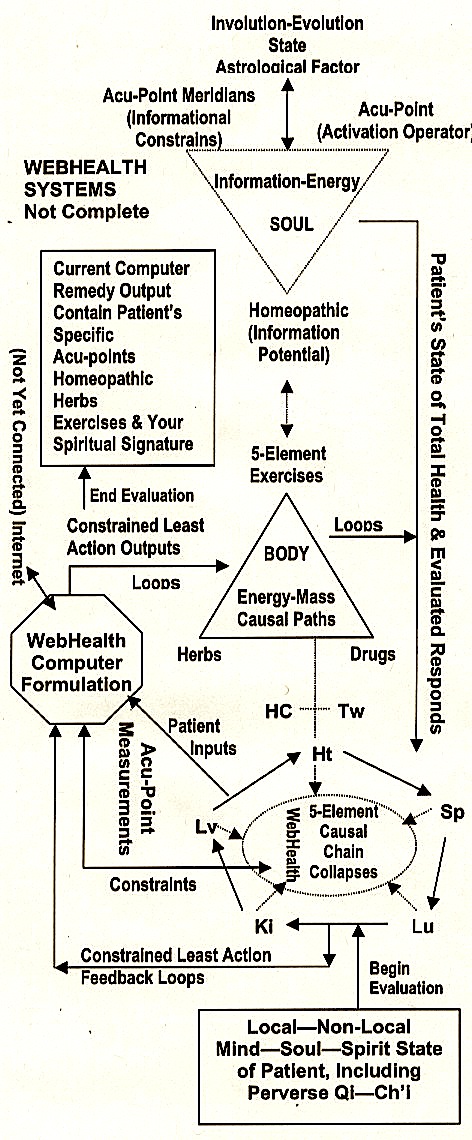 Involution-Evolution
State
Astrological Factor
Acu-Point Meridians
(Informational
Constrains)
Acu-Point
(Activation Operator)
WEBHEALTH
SYSTEMS
Not Complete
Information-Energy
SOUL
Current Computer
Remedy Output
Contain Patient's
Specific
Acu-points
Homeopathic
Herbs
Exercises & Your
Spiritual Signature
Homeopathic
(Information
Potential)
Patient's State of Total Health & Evaluated Responds
(Not Yet Connected) Internet
5-Element
Exercises
End Evaluation
Constrained Least
Action Outputs
Loops
Loops
BODY
Energy-Mass
Causal Paths
Herbs
Drugs
WebHealth
Computer
Formulation
HC
Tw
Patient
Inputs
Acu-Point
Measurements
Ht
Sp
Lv
5-Element
Causal
Chain
Collapses
WebHealth
Constraints
Ki
Lu
Constrained Least Action
Feedback Loops
Begin
Evaluation
Local—Non-Local
Mind—Soul—Spirit State
of Patient, Including
Perverse Qi—Ch'i